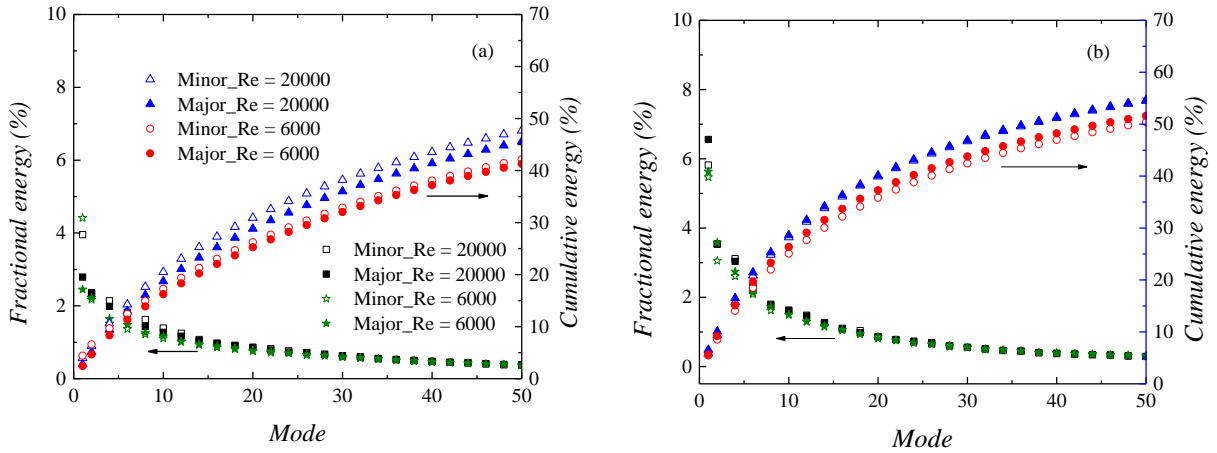 10
8
6
4
2
0
Fractional energy (%)
70
60
50
40
30
20
10
0
Cumulative energy (%)
(a)
Minor_Re = 20000
Major_Re = 20000
Minor_Re = 6000
Major_Re = 6000
Minor_Re = 20000
Major_Re = 20000
Minor_Re = 6000
Major_Re = 6000
0 10 20 30 40 50
Mode
10
8
6
4
2
0
Fractional energy (%)
70
60
50
40
30
20
10
0
Cumulative energy (%)
(b)
0 10 20 30 40 50
Mode